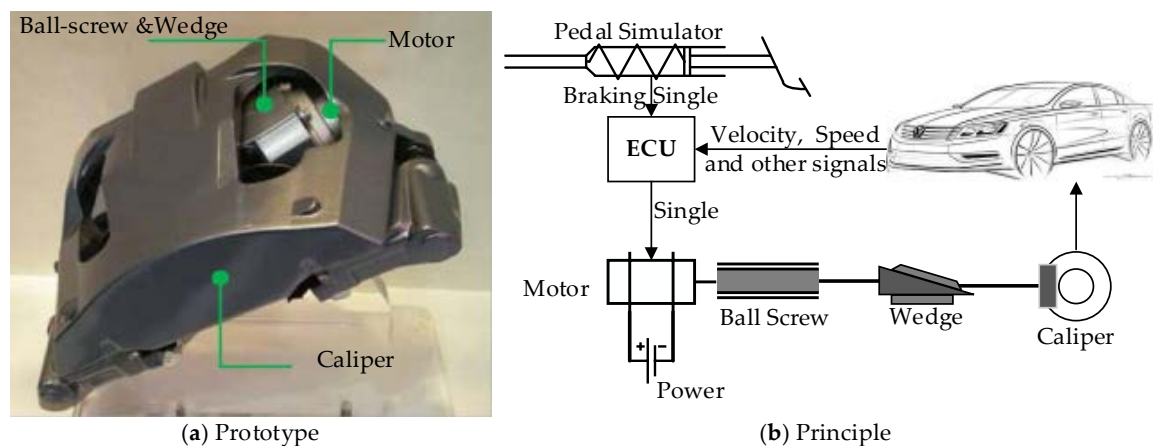 Ball-screw &Wedge
Motor
Caliper
(a) Prototype
Pedal Simulator
Braking Single
ECU
Velocity, Speed
and other signals
Single
Motor
Ball Screw
Wedge
Caliper
+ −
Power
(b) Principle